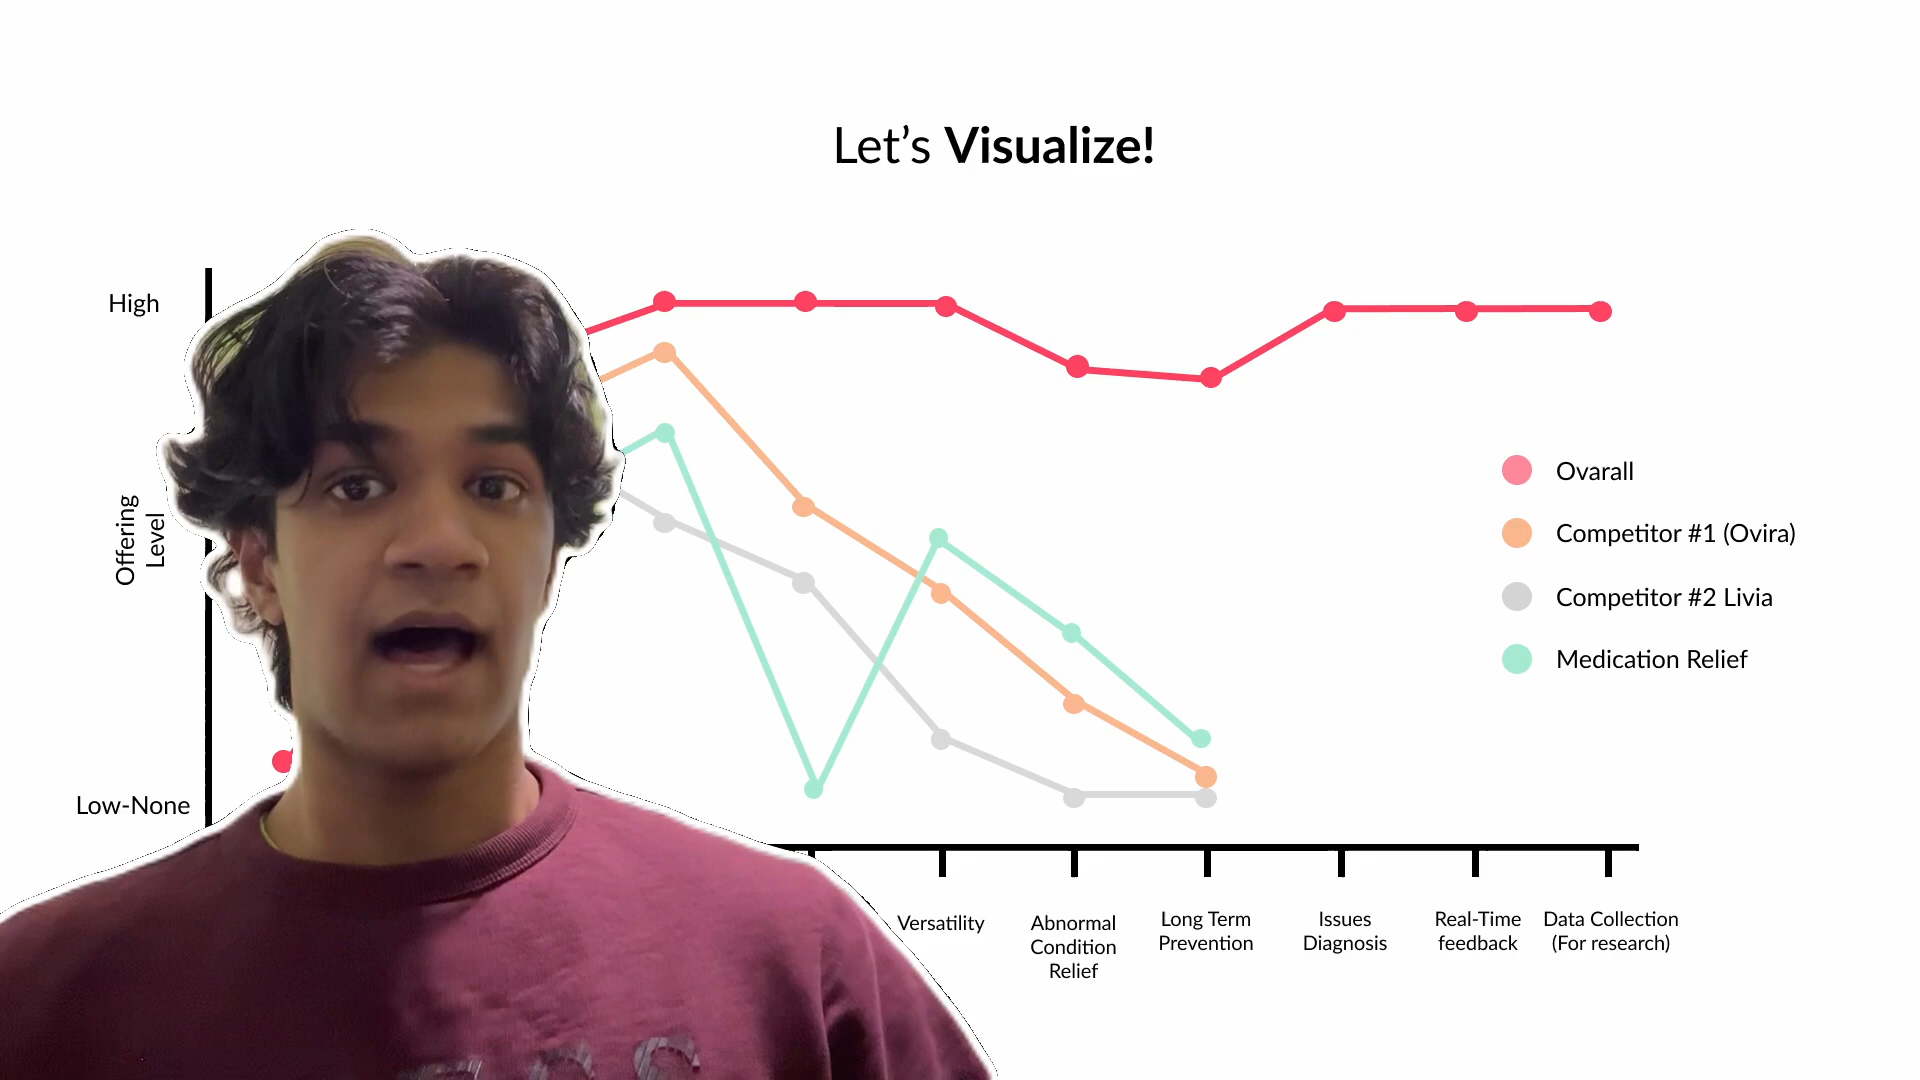 Let’s Visualize!
High
Offering
Level
Low-None
Ovarall
Competitor #1 (Ovira)
Competitor #2 Livia
Medication Relief
Versatility
Abnormal
Condition
Relief
Long Term
Prevention
Issues
Diagnosis
Real-Time
feedback
Data Collection
(For research)